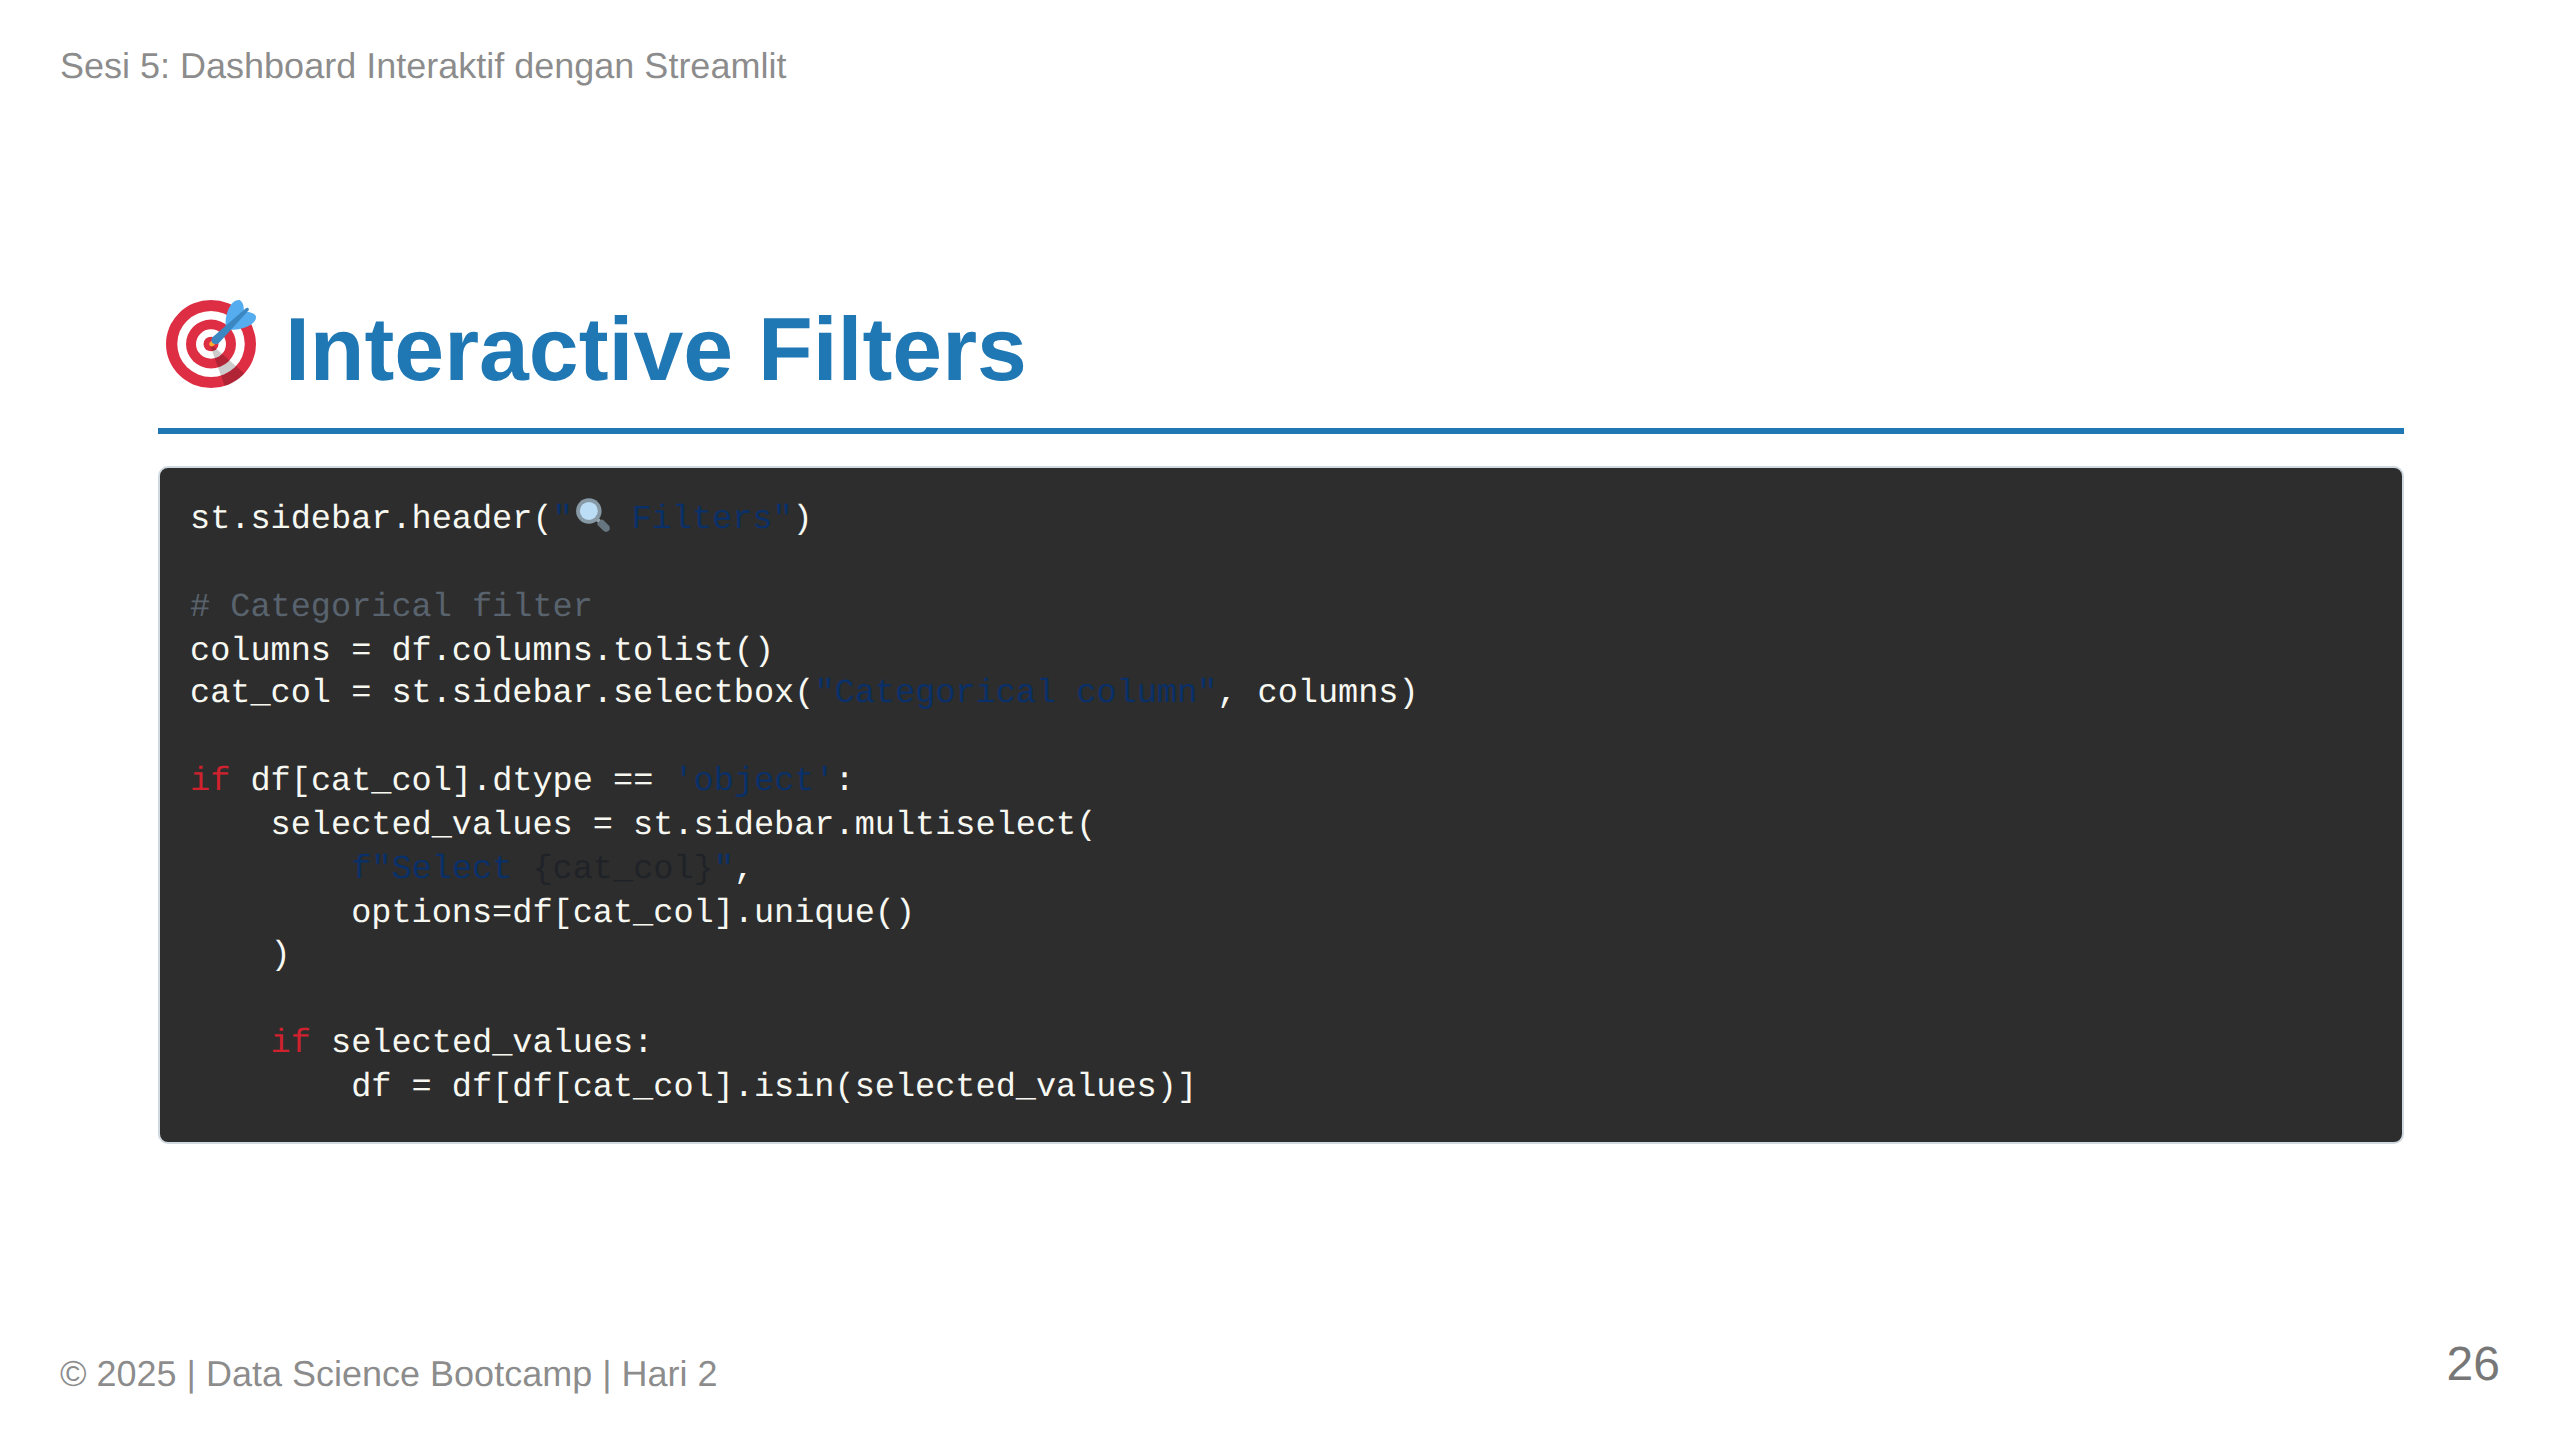 Sesi 5: Dashboard Interaktif dengan Streamlit
🎯 Interactive Filters
st.sidebar.header("🔍 Filters")
# Categorical filter
columns = df.columns.tolist()
cat_col = st.sidebar.selectbox("Categorical column", columns)
if df[cat_col].dtype == 'object':
    selected_values = st.sidebar.multiselect(
        f"Select {cat_col}",
        options=df[cat_col].unique()
    )
    if selected_values:
        df = df[df[cat_col].isin(selected_values)]
© 2025 | Data Science Bootcamp | Hari 2
26